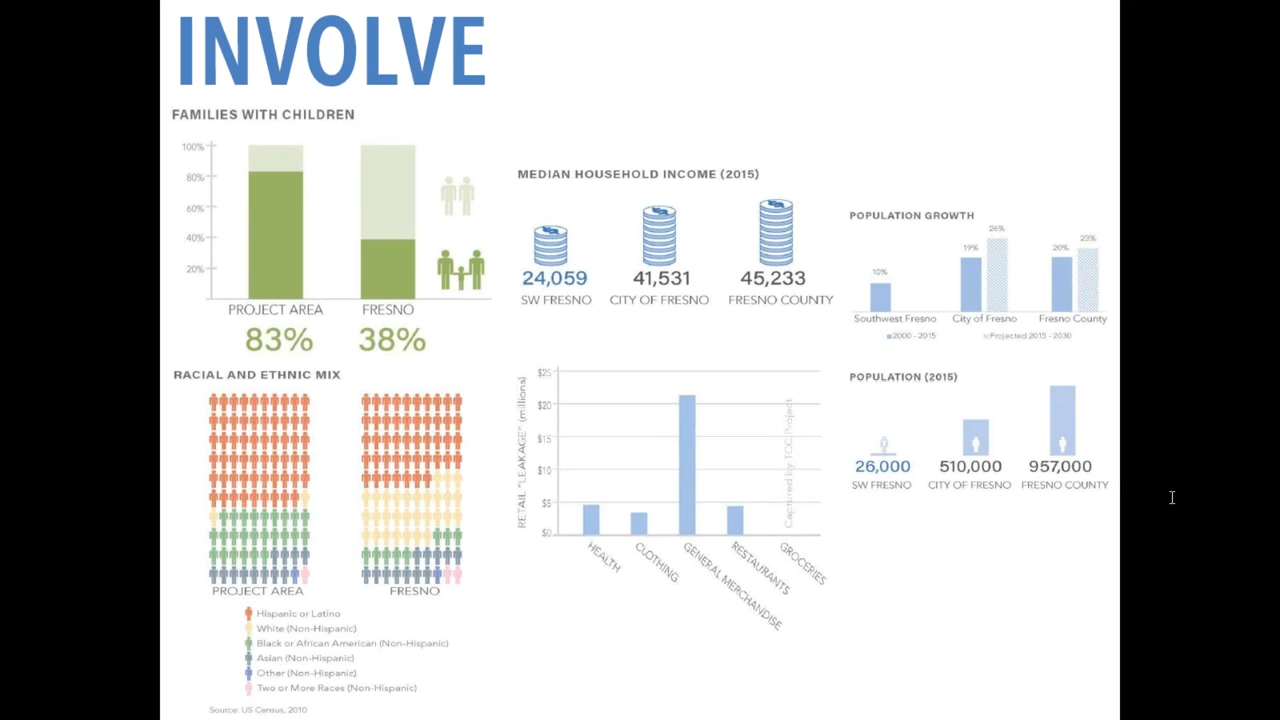 INVOLVE
FAMILIES WITH CHILDREN
100%
80%
60%
40%
20%
PROJECT AREA
FRESNO
83%
38%
RACIAL AND ETHNIC MIX
PROJECT AREA
FRESNO
Hispanic or Latino
White (Non-Hispanic)
Black or African American (Non-Hispanic)
Asian (Non-Hispanic)
Other (Non-Hispanic)
Two or More Races (Non-Hispanic)
Source: US Census, 2010
MEDIAN HOUSEHOLD INCOME (2015)
24,059
41,531
45,233
SW FRESNO
CITY OF FRESNO
FRESNO COUNTY
RETAIL "LEAKAGE" (millions)
$25
$20
$15
$10
$5
$0
Captured by TCC Project
HEALTH
CLOTHING
GENERAL MERCHANDISE
RESTAURANTS
GROCERIES
POPULATION GROWTH
10%
19%
26%
20%
23%
Southwest Fresno
City of Fresno
Fresno County
2000 - 2015
Projected 2015 - 2030
POPULATION (2015)
26,000
510,000
957,000
SW FRESNO
CITY OF FRESNO
FRESNO COUNTY